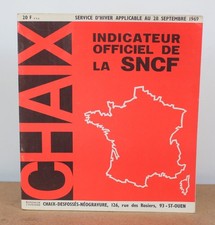 20 F ...
SERVICE D'HIVER APPLICABLE AU 28 SEPTEMBRE 1969
CHAIX
INDICATEUR
OFFICIEL DE
LA SNCF
CHAIX-DESFOSSÉS-NÉOGRAVURE, 126, rue des Rosiers, 93-ST-OUEN